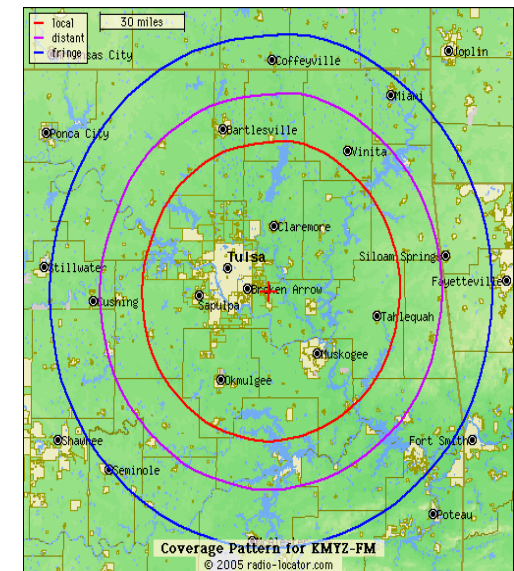 local
distant
fringe
30 miles
sas City
Joplin
Coffeyville
Miami
Ponca City
Bartlesville
Vinita
Claremore
Tulsa
Siloam Springs
Stillwater
Fayetteville
Broken Arrow
Cushing
Sapulpa
Tahlequah
Muskogee
Okmulgee
Shawnee
Fort Smith
Seminole
Poteau
Coverage Pattern for KMYZ-FM
© 2005 radio-locator.com